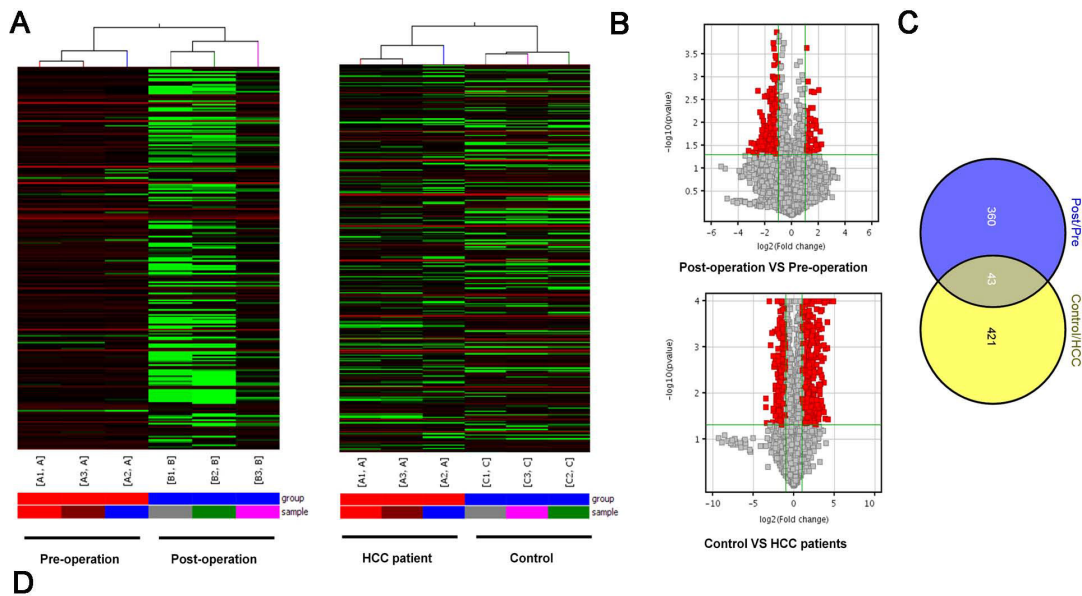 A
B
C
[A1, A]
[A3, A]
[A2, A]
[B1, B]
[B2, B]
[B3, B]
group
sample
Pre-operation
Post-operation
[A1, A]
[A3, A]
[A2, A]
[C1, C]
[C3, C]
[C2, C]
group
sample
HCC patient
Control
3.5
3
2.5
2
1.5
1
0.5
-log10(pvalue)
-6 -4 -2 0 2 4 6
log2(Fold change)
Post-operation VS Pre-operation
4
3
2
1
-log10(pvalue)
-10 -5 0 5 10
log2(Fold change)
Control VS HCC patients
360
43
421
Post/Pre
Control/HCC
D